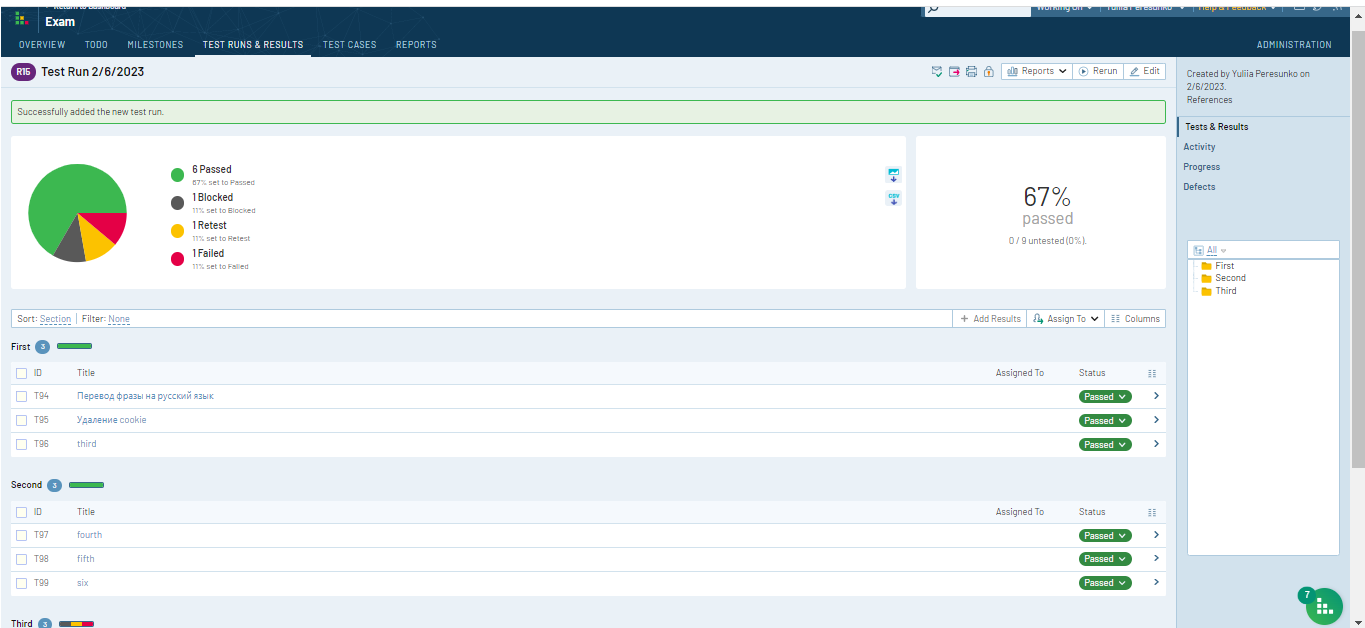 Return to Dashboard
Exam
Working On
Yuliia Peresunko
Help & Feedback
OVERVIEW TODO MILESTONES TEST RUNS & RESULTS TEST CASES REPORTS ADMINISTRATION
R15 Test Run 2/6/2023
Reports Rerun Edit
Successfully added the new test run.
6 Passed
67% set to Passed
1 Blocked
11% set to Blocked
1 Retest
11% set to Retest
1 Failed
11% set to Failed
CSV
67%
passed
0 / 9 untested (0%).
Created by Yuliia Peresunko on
2/6/2023.
References
Tests & Results
Activity
Progress
Defects
All
First
Second
Third
Sort: Section | Filter: None
Add Results Assign To Columns
First 3
ID Title Assigned To Status
T94 Перевод фразы на русский язык Passed
T95 Удаление cookie Passed
T96 third Passed
Second 3
ID Title Assigned To Status
T97 fourth Passed
T98 fifth Passed
T99 six Passed
Third 3
7